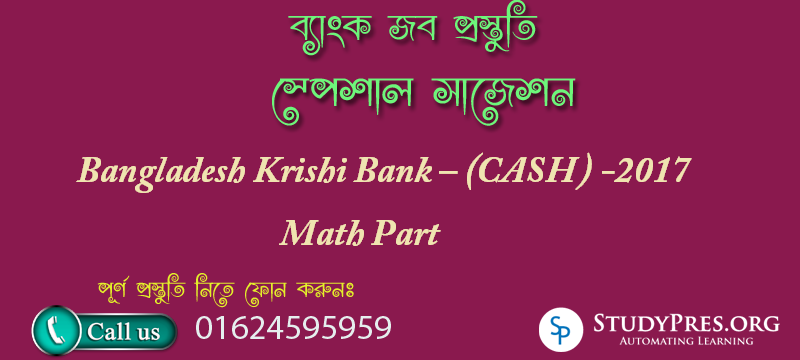 ব্যাংক জব প্রস্তুতি
স্পেশাল সাজেশন
Bangladesh Krishi Bank – (CASH) -2017
Math Part
পূর্ণ প্রস্তুতি নিতে ফোন করুনঃ
Call us 01624595959
SP StudyPres.org
Automating Learning